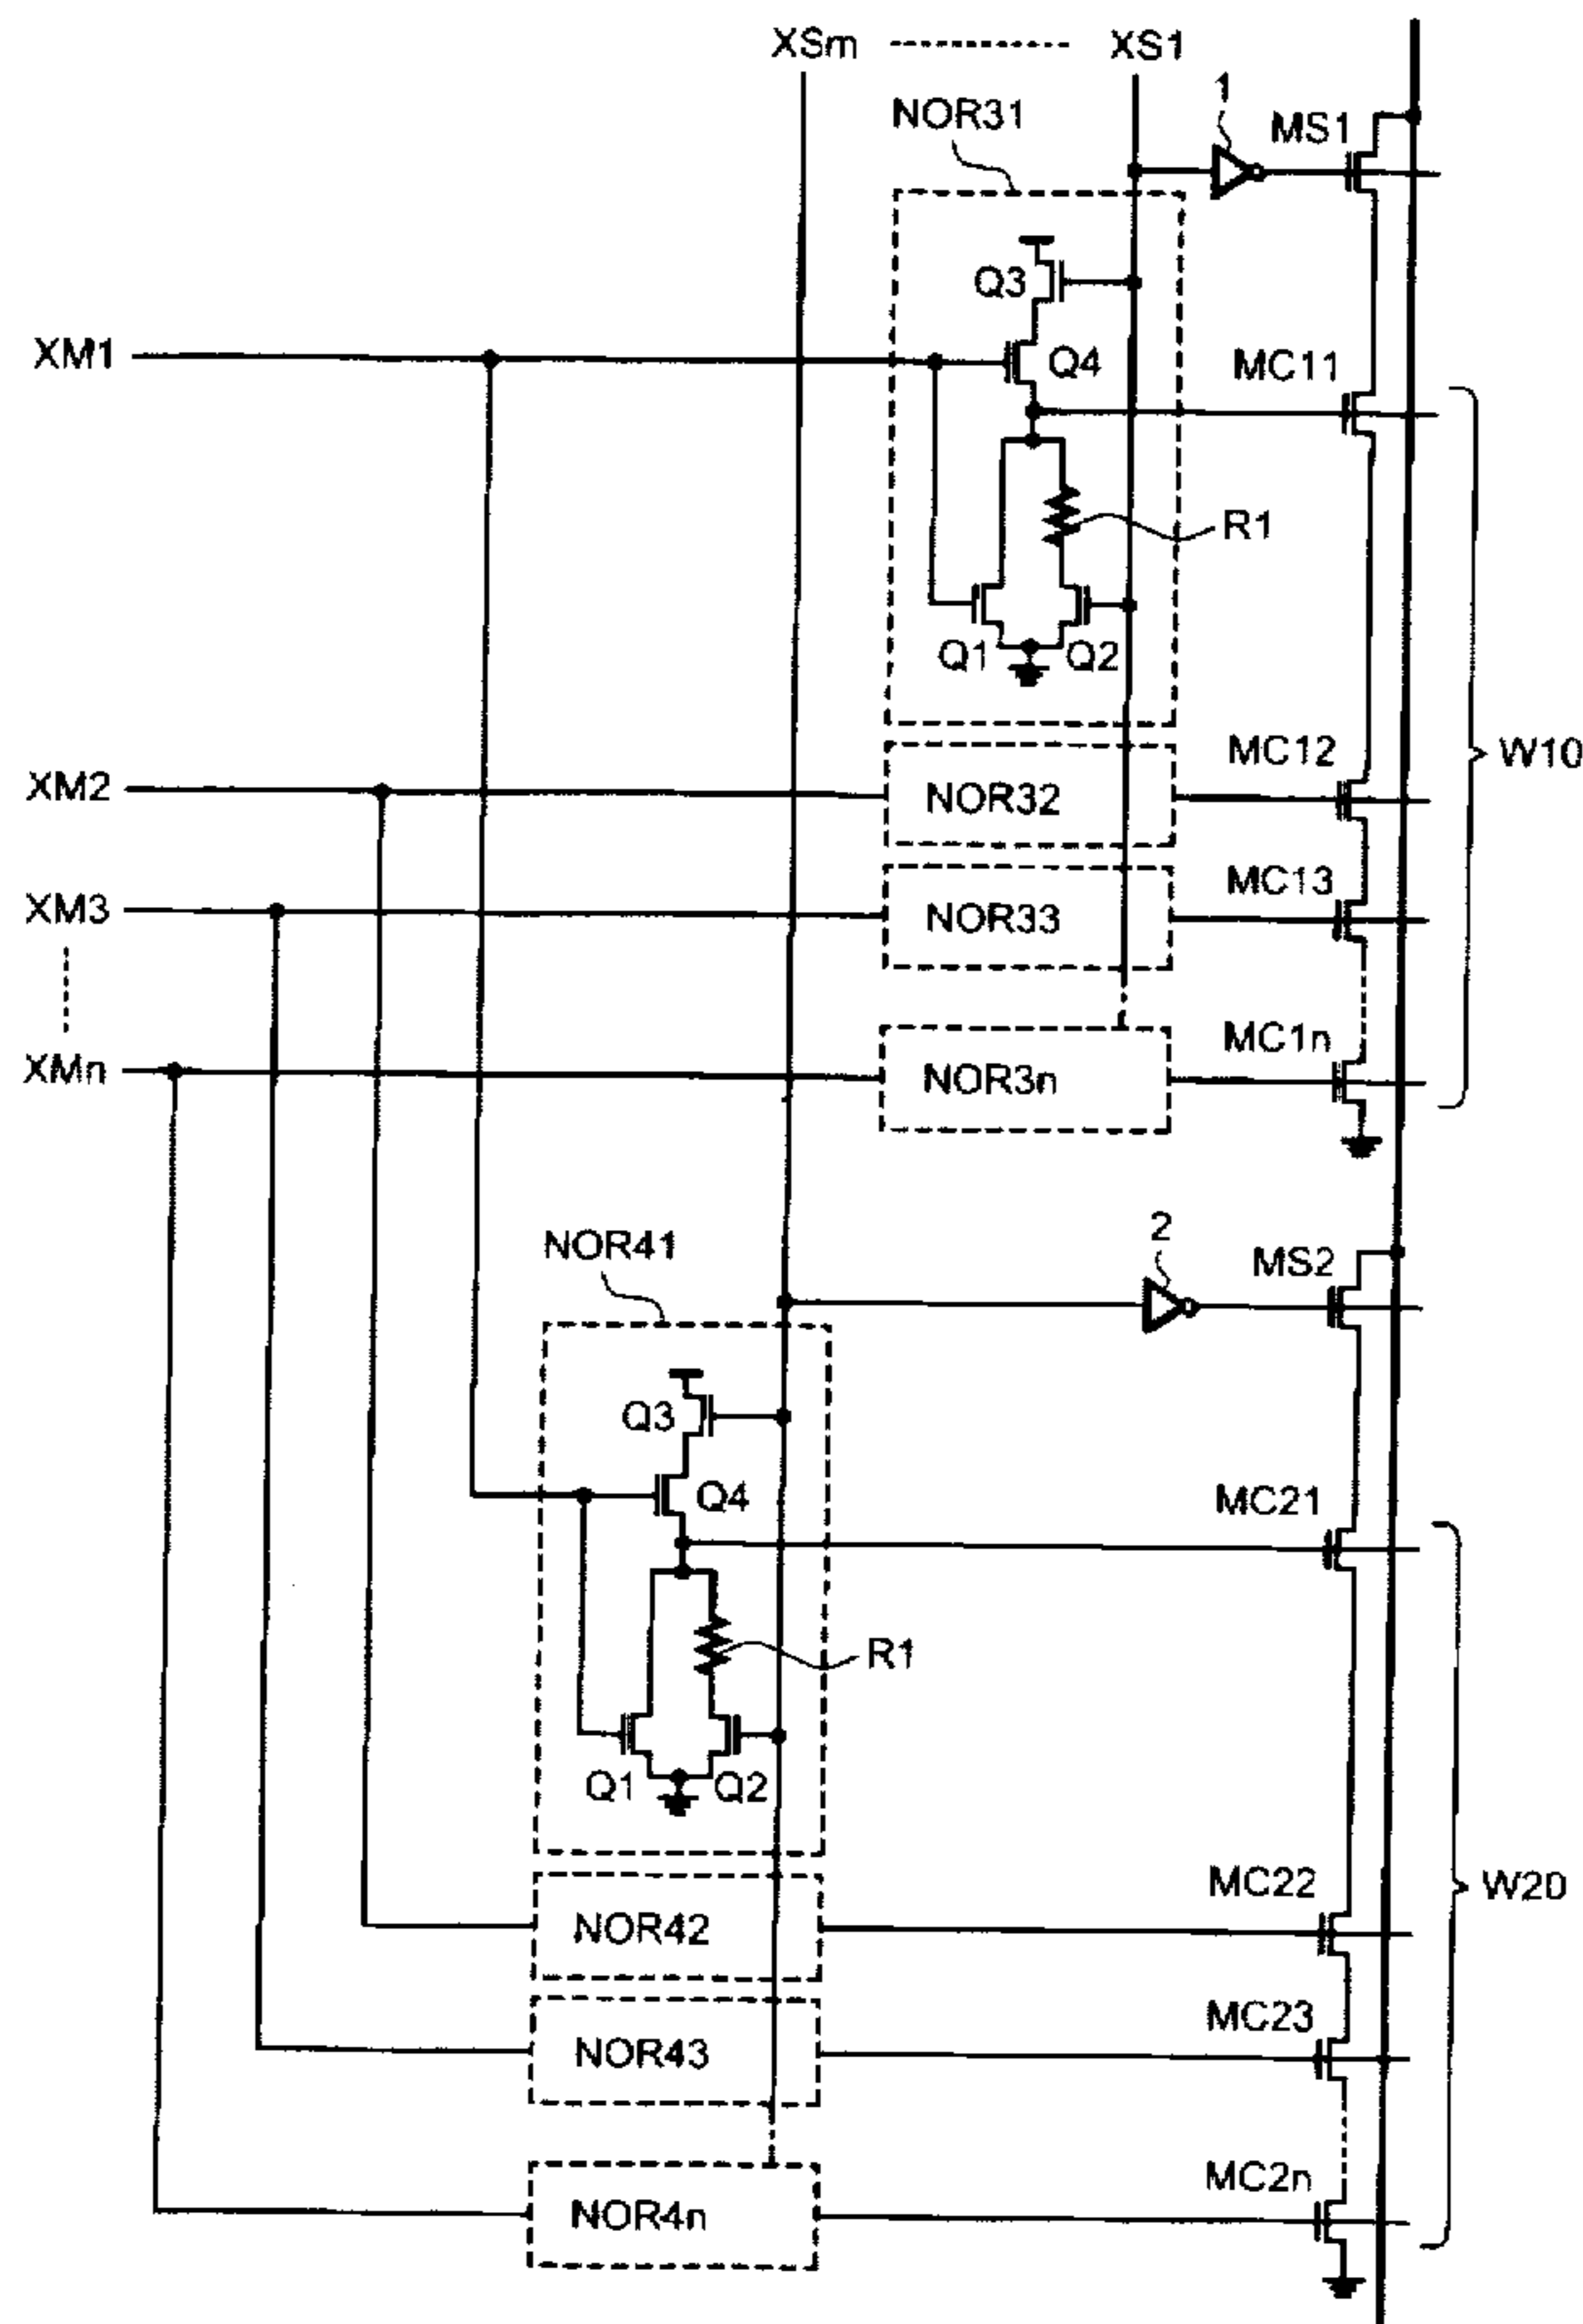 XSm XS1
1
NOR31 MS1
Q3
XM1 Q4 MC11
R1
Q1 Q2
MC12 W10
XM2 NOR32
MC13
XM3 NOR33
MC1n
XMn NOR3n
2
NOR41 MS2
Q3
Q4 MC21
R1
Q1 Q2
MC22 W20
NOR42
MC23
NOR43
MC2n
NOR4n